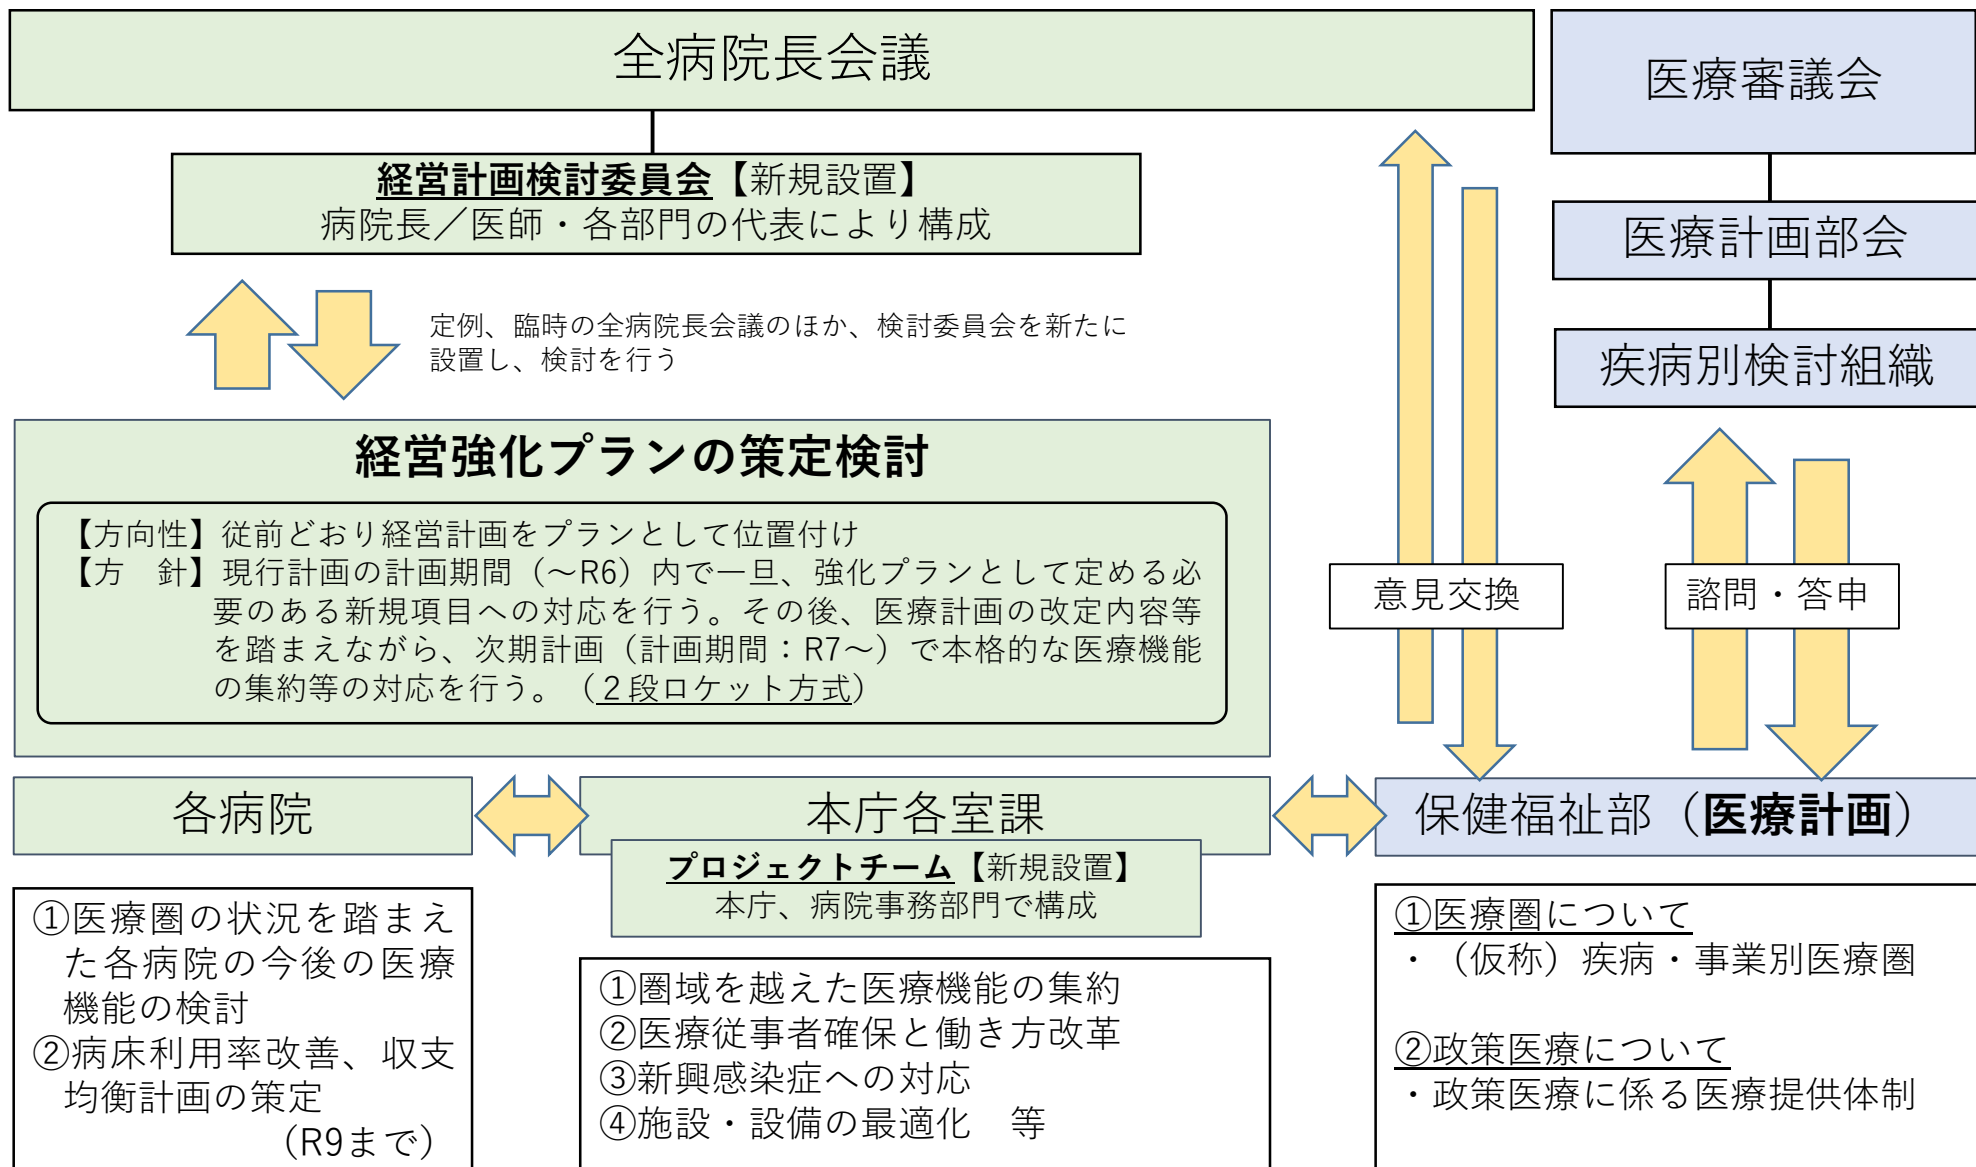 全病院長会議
経営計画検討委員会【新規設置】
病院長／医師・各部門の代表により構成
定例、臨時の全病院長会議のほか、検討委員会を新たに
設置し、検討を行う
医療審議会
医療計画部会
疾病別検討組織
経営強化プランの策定検討
【方向性】従前どおり経営計画をプランとして位置付け
【方　針】現行計画の計画期間（～R6）内で一旦、強化プランとして定める必
要のある新規項目への対応を行う。その後、医療計画の改定内容等
を踏まえながら、次期計画（計画期間：R7～）で本格的な医療機能
の集約等の対応を行う。（２段ロケット方式）
意見交換
諮問・答申
各病院
本庁各室課
プロジェクトチーム【新規設置】
本庁、病院事務部門で構成
保健福祉部（医療計画）
①医療圏の状況を踏まえ
た各病院の今後の医療
機能の検討
②病床利用率改善、収支
均衡計画の策定
（R9まで）
①圏域を越えた医療機能の集約
②医療従事者確保と働き方改革
③新興感染症への対応
④施設・設備の最適化　等
①医療圏について
・（仮称）疾病・事業別医療圏
②政策医療について
・政策医療に係る医療提供体制